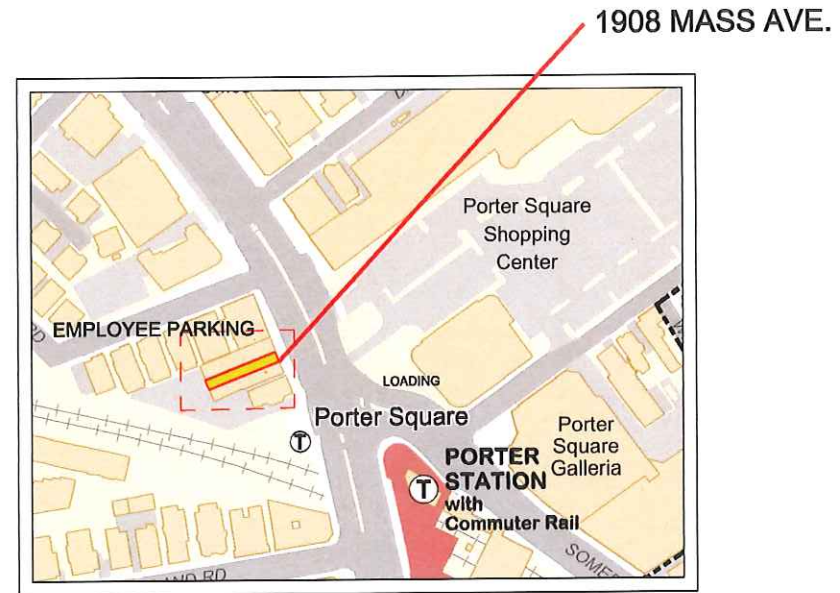 1908 MASS AVE.
Porter Square
Shopping
Center
EMPLOYEE PARKING
RD
LOADING
Porter Square
T
Porter
Square
Galleria
PORTER
STATION
T
with
Commuter Rail